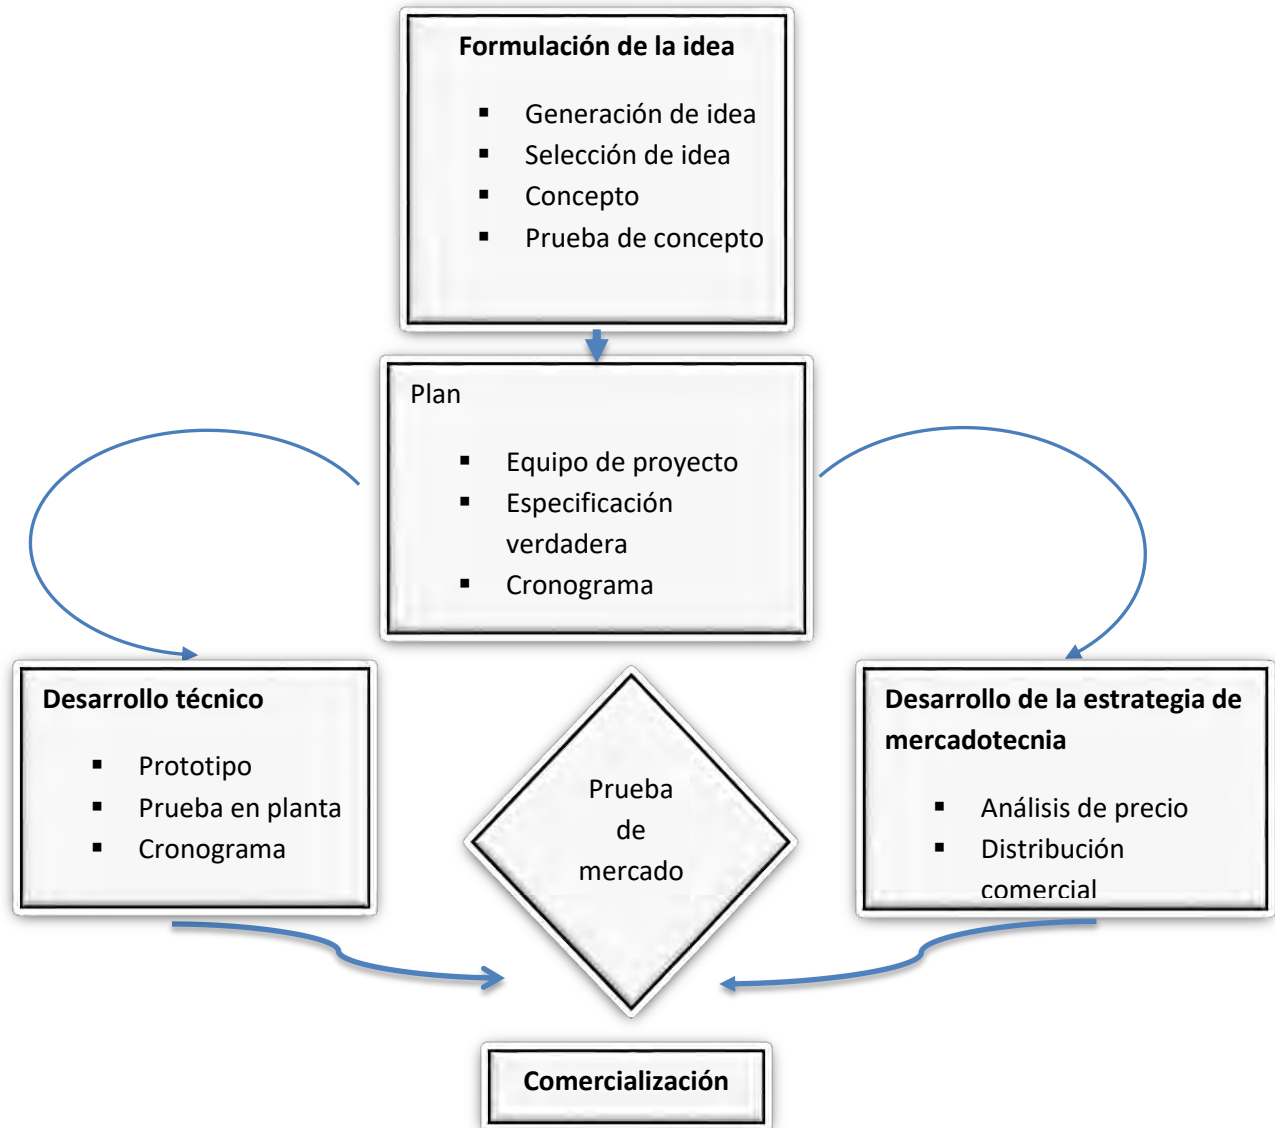 Formulación de la idea
▪ Generación de idea
▪ Selección de idea
▪ Concepto
▪ Prueba de concepto
Plan
▪ Equipo de proyecto
▪ Especificación
verdadera
▪ Cronograma
Desarrollo técnico
▪ Prototipo
▪ Prueba en planta
▪ Cronograma
Prueba
de
mercado
Desarrollo de la estrategia de
mercadotecnia
▪ Análisis de precio
▪ Distribución
comercial
Comercialización